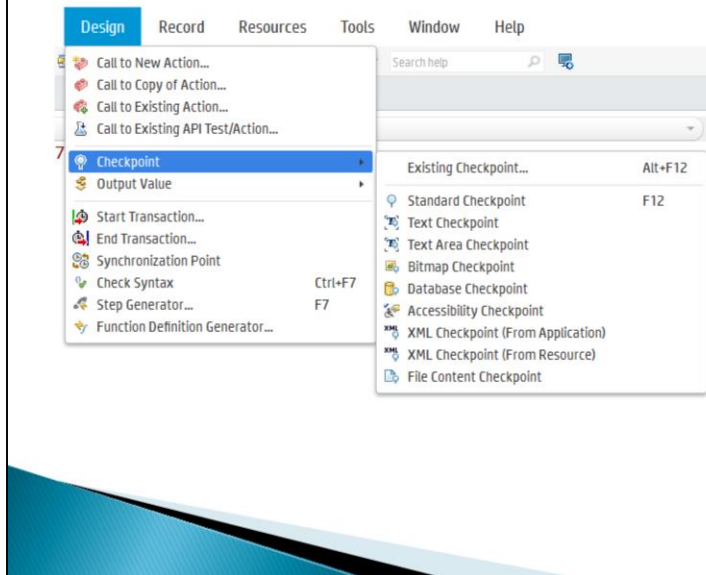 Design Record Resources Tools Window Help
Search help
Call to New Action...
Call to Copy of Action...
Call to Existing Action...
Call to Existing API Test/Action...
7
Checkpoint
Output Value
Start Transaction...
End Transaction...
Synchronization Point
Check Syntax Ctrl+F7
Step Generator... F7
Function Definition Generator...
Existing Checkpoint... Alt+F12
Standard Checkpoint F12
Text Checkpoint
Text Area Checkpoint
Bitmap Checkpoint
Database Checkpoint
Accessibility Checkpoint
XML Checkpoint (From Application)
XML Checkpoint (From Resource)
File Content Checkpoint